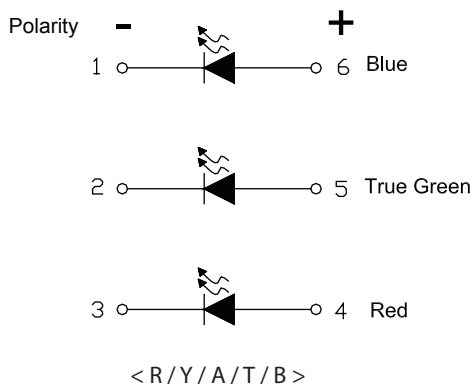 Polarity - +
1 6 Blue
2 5 True Green
3 4 Red
< R / Y / A / T / B >